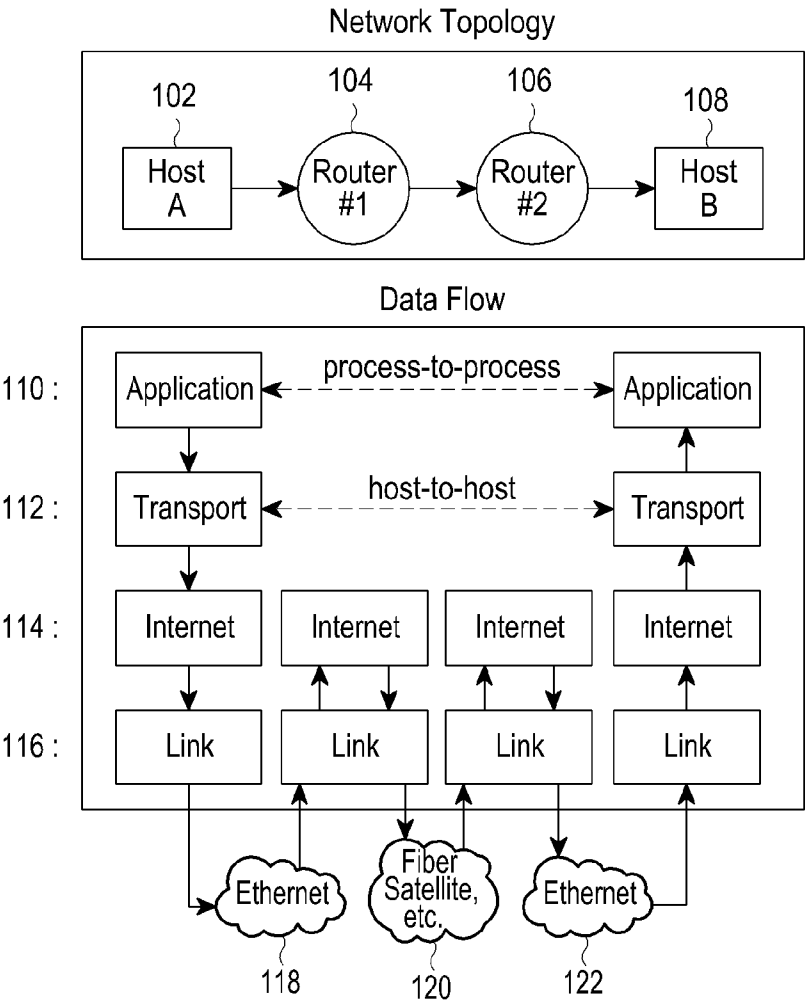 Network Topology
102
104
106
108
Host
A
Router
#1
Router
#2
Host
B
Data Flow
110 :
Application
process-to-process
Application
112 :
Transport
host-to-host
Transport
114 :
Internet
Internet
Internet
Internet
116 :
Link
Link
Link
Link
Ethernet
Fiber
Satellite,
etc.
Ethernet
118
120
122